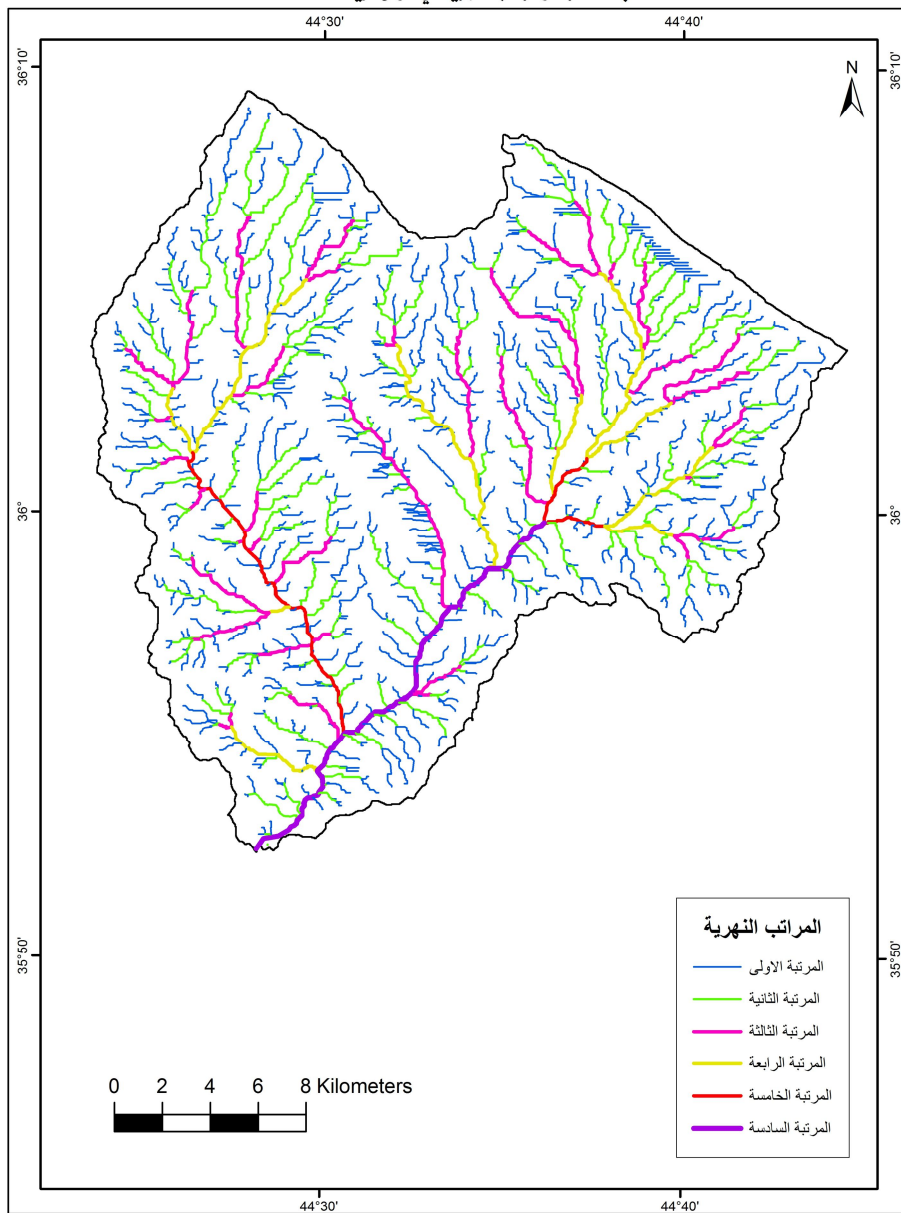 44°30'
44°40'
36°10'
36°10'
N
36°
36°
35°50'
35°50'
المراتب النهرية
المرتبة الاولى
المرتبة الثانية
المرتبة الثالثة
المرتبة الرابعة
المرتبة الخامسة
المرتبة السادسة
0 2 4 6 8 Kilometers
44°30'
44°40'